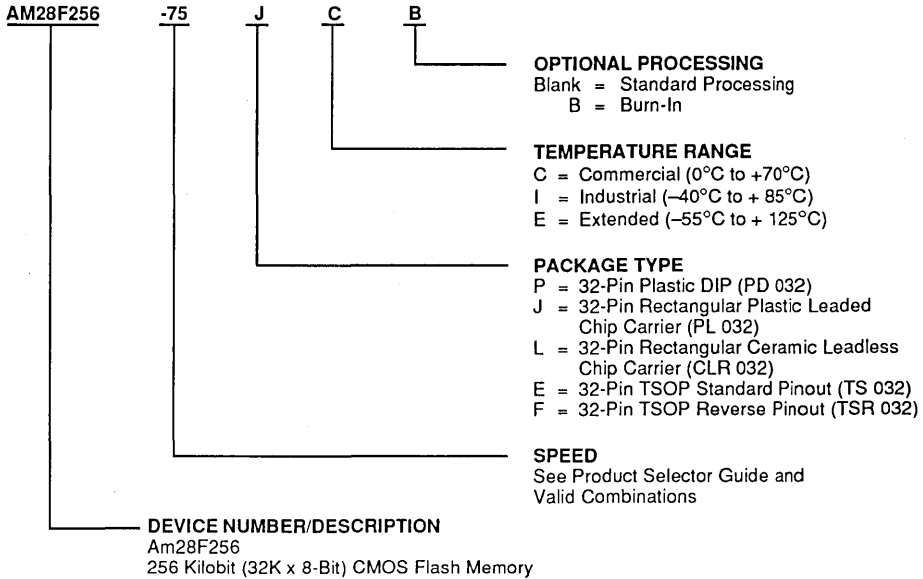 AM28F256 -75 J C B
OPTIONAL PROCESSING
Blank = Standard Processing
B = Burn-In
TEMPERATURE RANGE
C = Commercial (0°C to +70°C)
I = Industrial (–40°C to + 85°C)
E = Extended (–55°C to + 125°C)
PACKAGE TYPE
P = 32-Pin Plastic DIP (PD 032)
J = 32-Pin Rectangular Plastic Leaded
Chip Carrier (PL 032)
L = 32-Pin Rectangular Ceramic Leadless
Chip Carrier (CLR 032)
E = 32-Pin TSOP Standard Pinout (TS 032)
F = 32-Pin TSOP Reverse Pinout (TSR 032)
SPEED
See Product Selector Guide and
Valid Combinations
DEVICE NUMBER/DESCRIPTION
Am28F256
256 Kilobit (32K x 8-Bit) CMOS Flash Memory